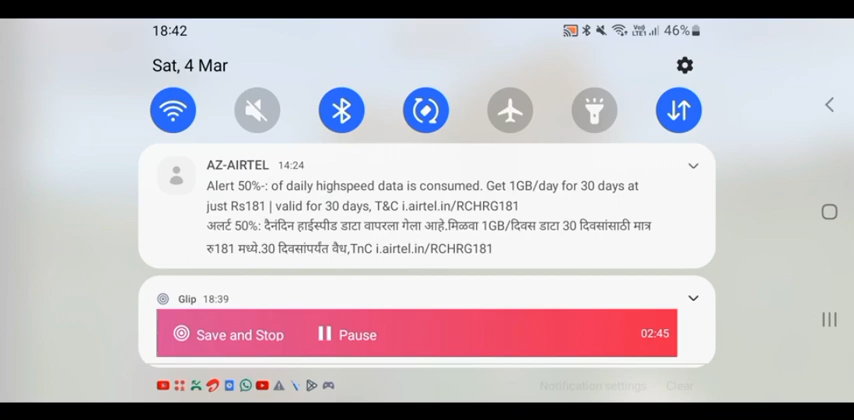 18:42
Vo) LTE1 46%
Sat, 4 Mar
AZ-AIRTEL 14:24
Alert 50%-: of daily highspeed data is consumed. Get 1GB/day for 30 days at
just Rs181 | valid for 30 days, T&C i.airtel.in/RCHRG181
अलर्ट 50%: दैनंदिन हाईस्पीड डाटा वापरला गेला आहे.मिळवा 1GB/दिवस डाटा 30 दिवसांसाठी मात्र
रु181 मध्ये.30 दिवसांपर्यंत वैध,TnC i.airtel.in/RCHRG181
Glip 18:39
Save and Stop Pause 02:45
Notification settings Clear